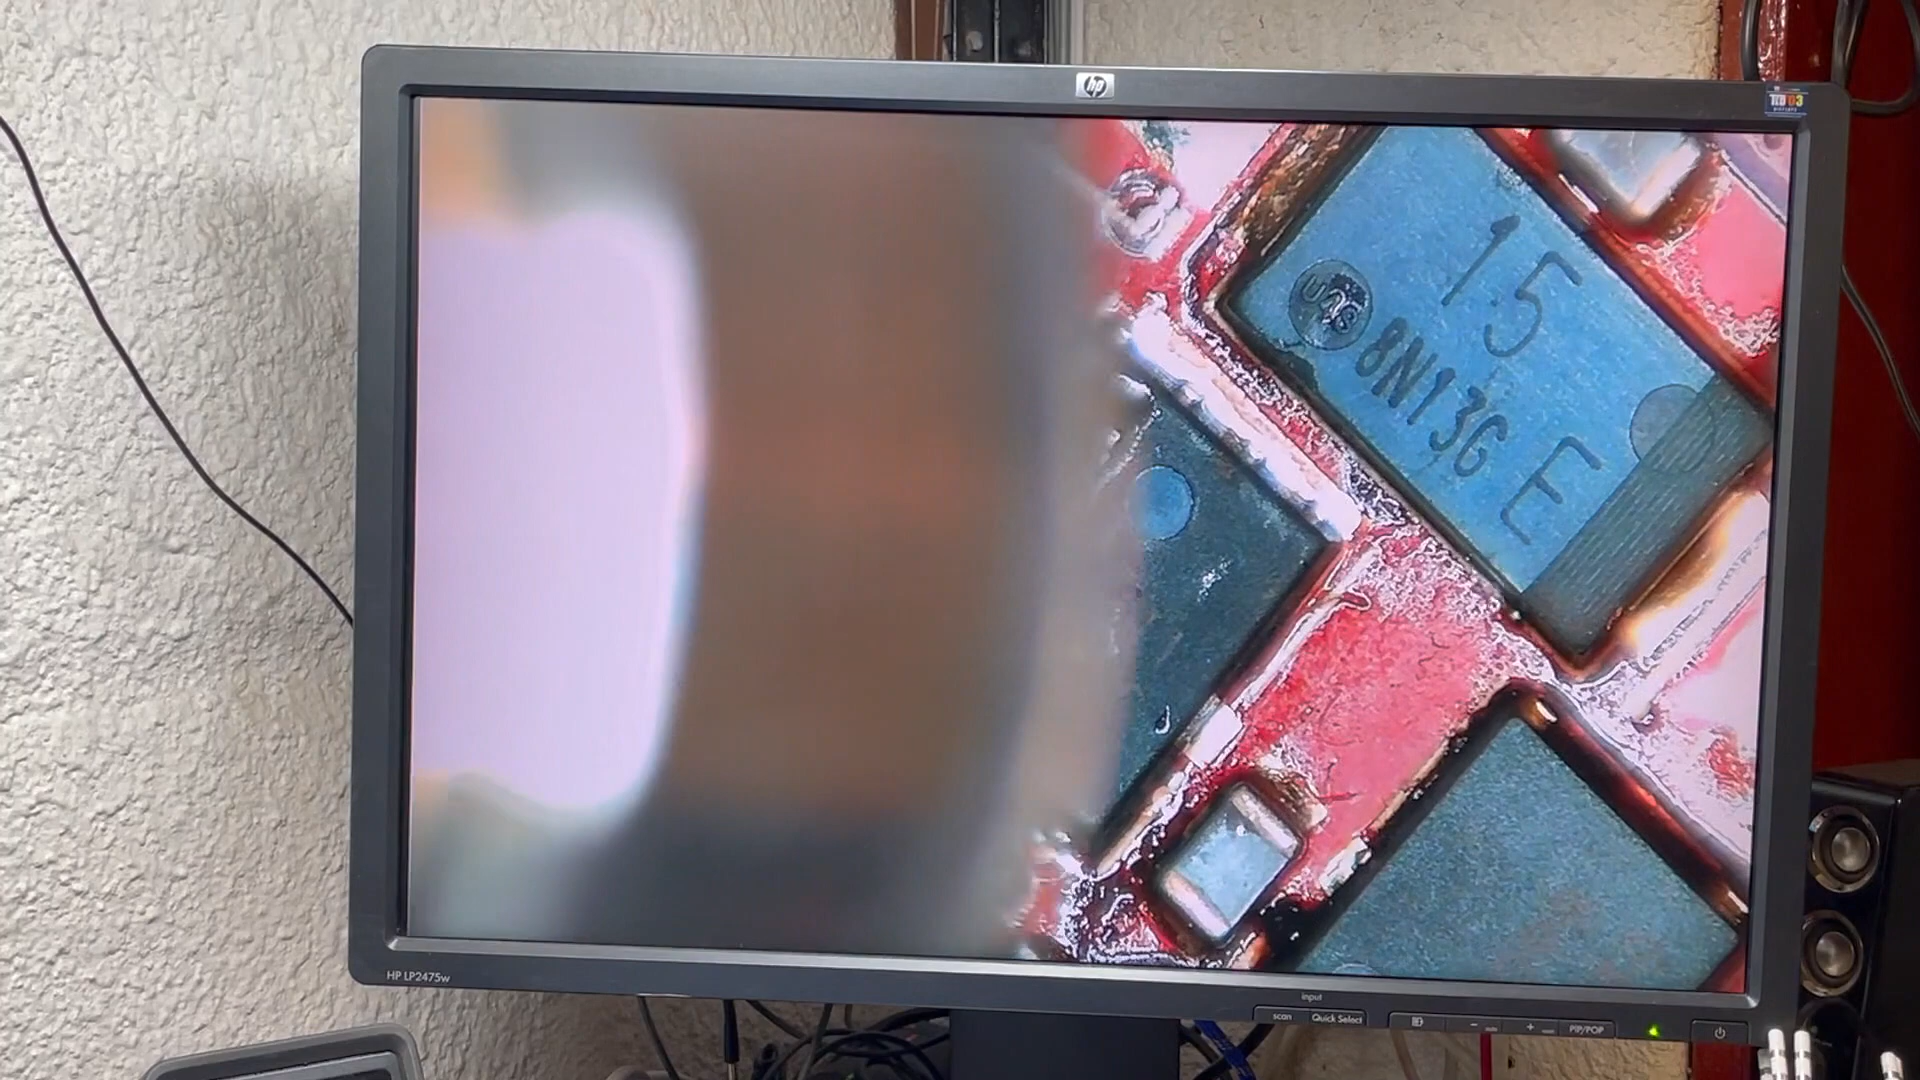 hp
15
8N13G
E
HP LP2475w
input
scan
Quick Select
PIP/POP